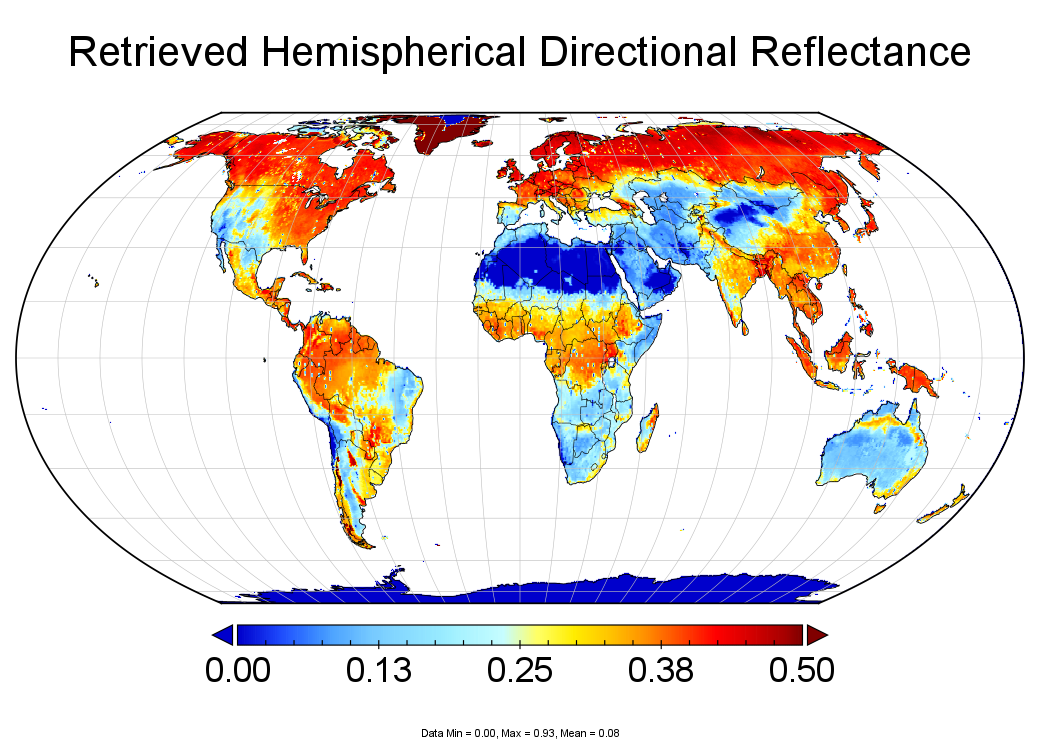 Retrieved Hemispherical Directional Reflectance
0.00 0.13 0.25 0.38 0.50
Data Min = 0.00, Max = 0.93, Mean = 0.08